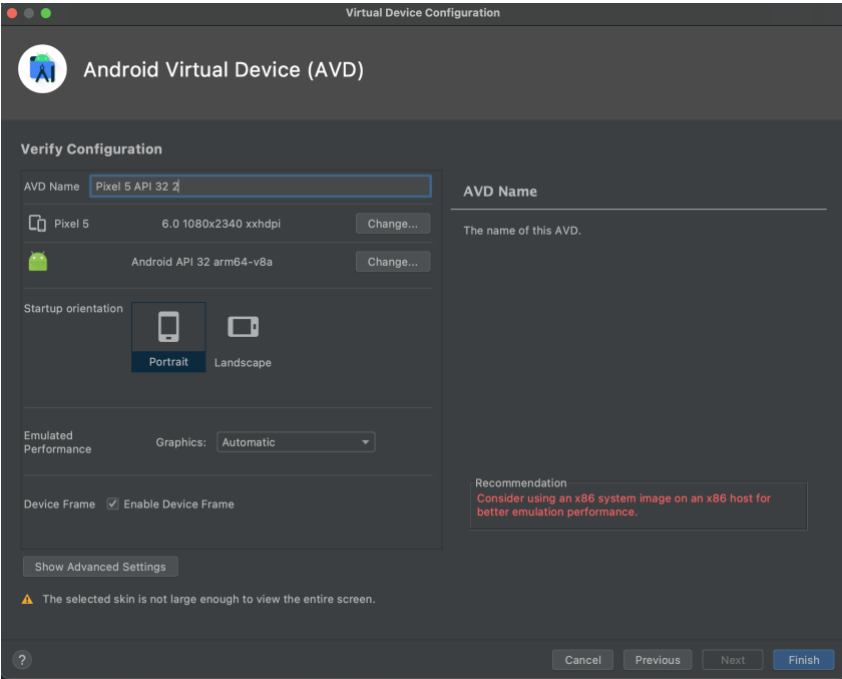 Virtual Device Configuration
Android Virtual Device (AVD)
Verify Configuration
AVD Name Pixel 5 API 32 2
Pixel 5 6.0 1080x2340 xxhdpi Change...
Android API 32 arm64-v8a Change...
Startup orientation
Portrait Landscape
Emulated
Performance
Graphics: Automatic
Device Frame Enable Device Frame
Show Advanced Settings
The selected skin is not large enough to view the entire screen.
AVD Name
The name of this AVD.
Recommendation
Consider using an x86 system image on an x86 host for
better emulation performance.
? Cancel Previous Next Finish